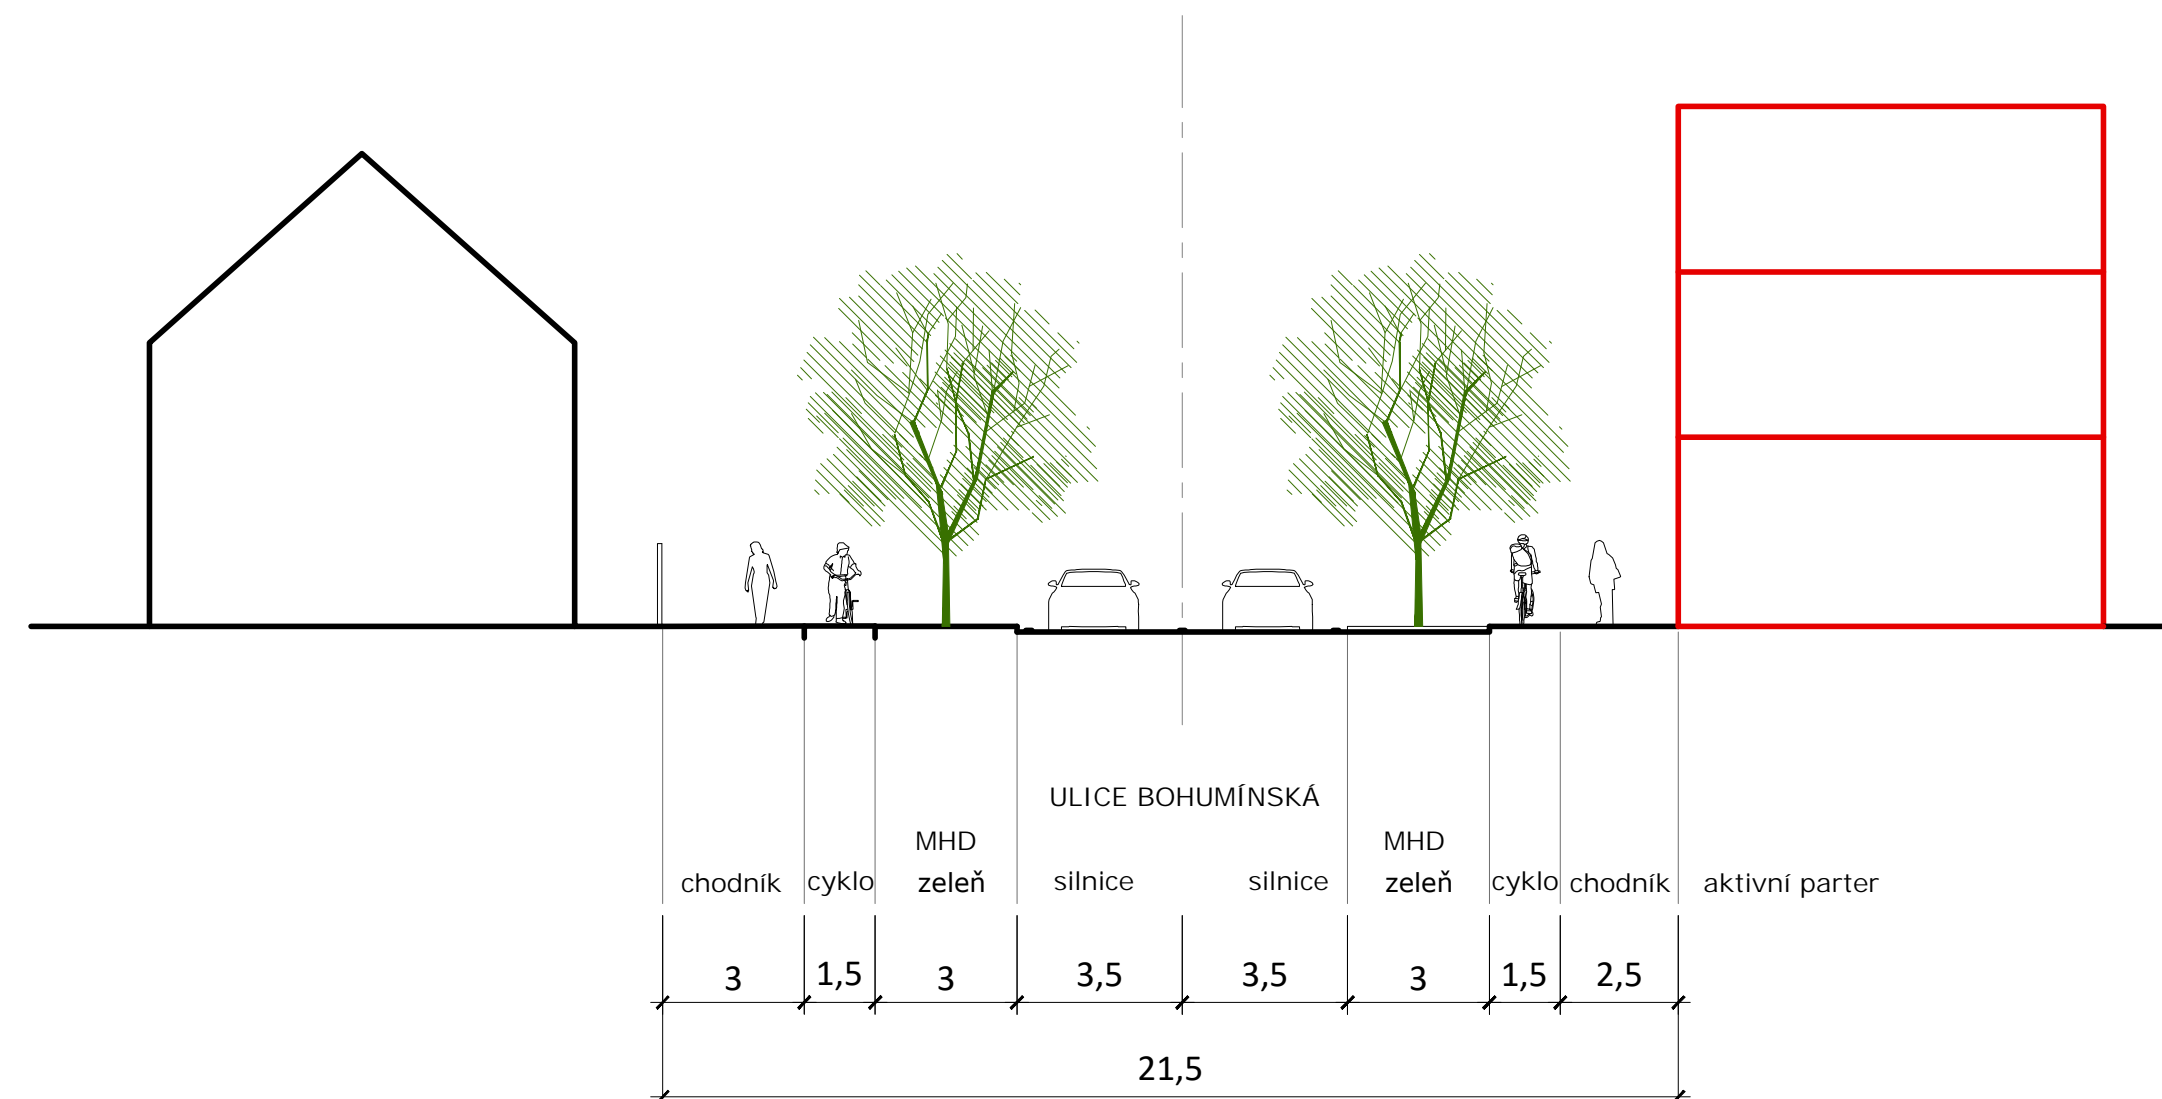 ULICE BOHUMÍNSKÁ
MHD MHD
chodník cyklo zeleň silnice silnice zeleň cyklo chodník aktivní parter
3 1,5 3 3,5 3,5 3 1,5 2,5
21,5